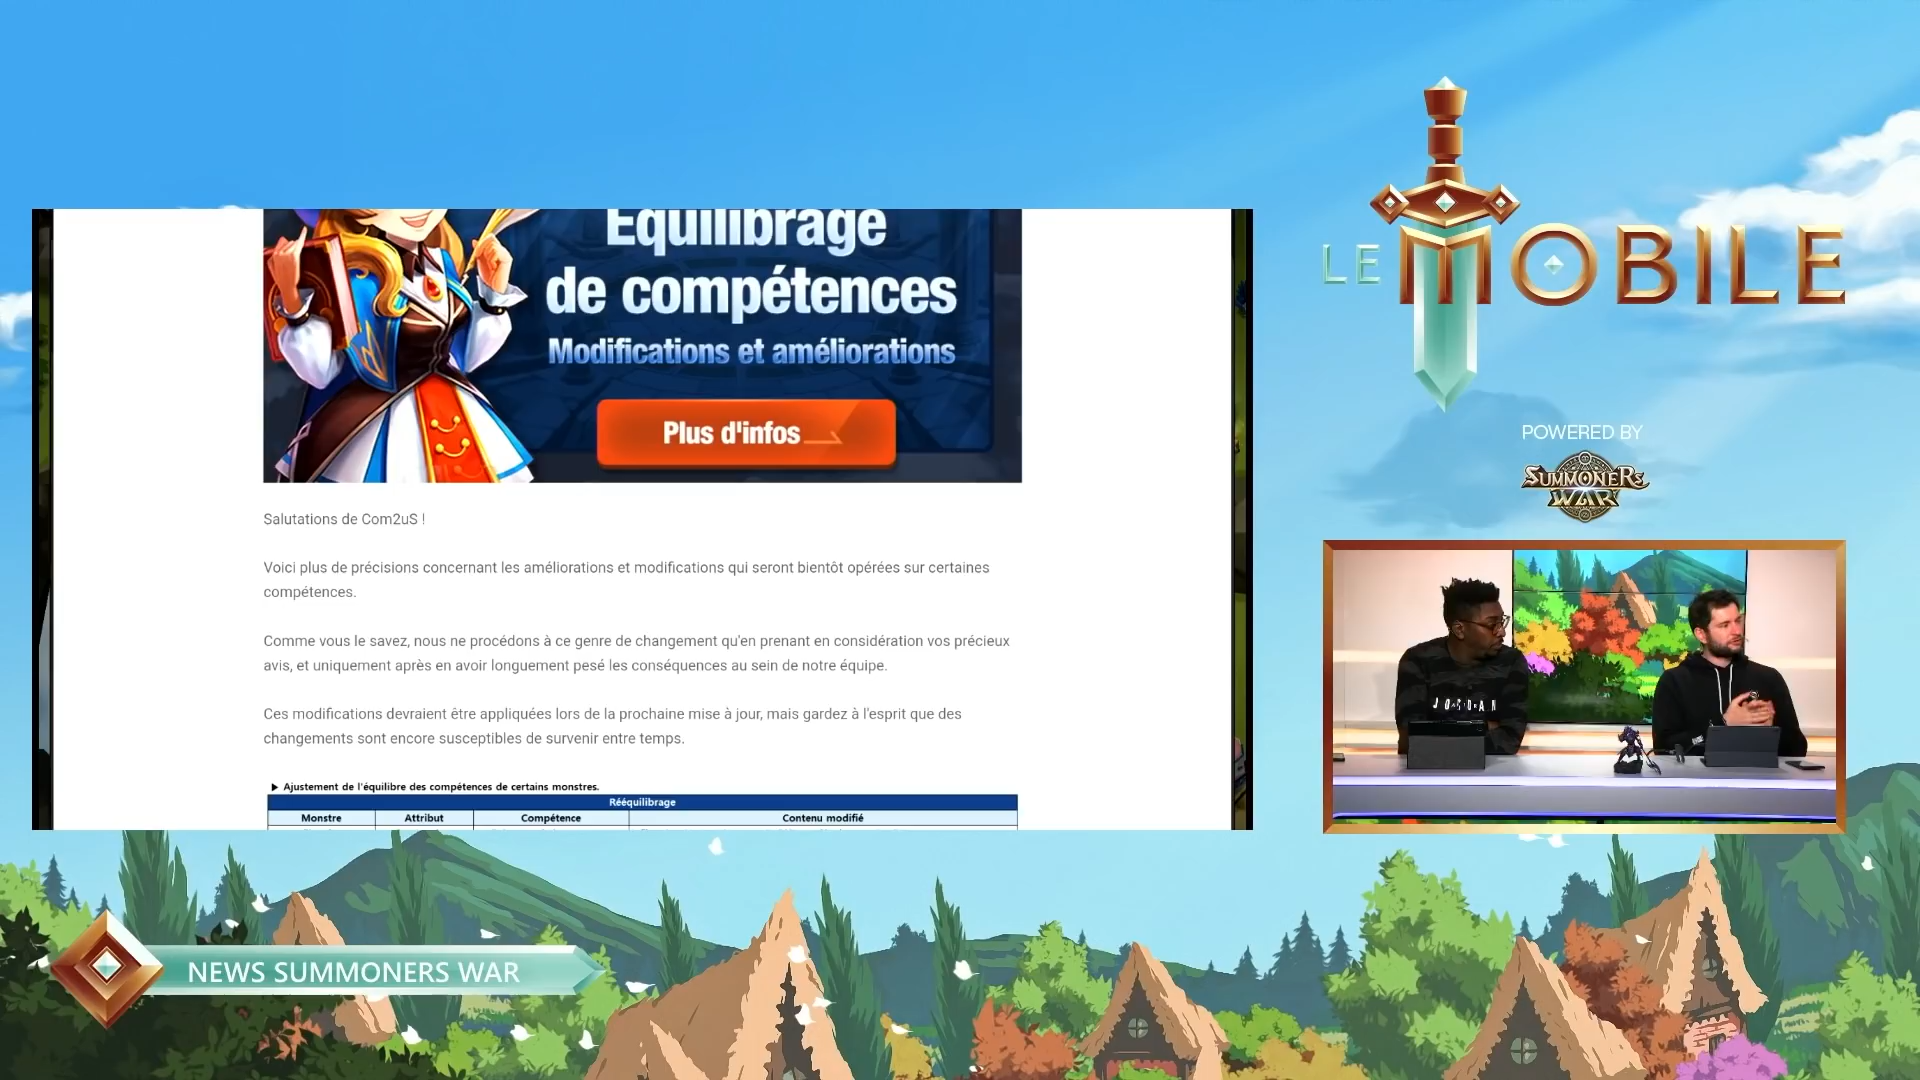 Equilibrage
de compétences
Modifications et améliorations
Plus d'infos
Salutations de Com2uS !
Voici plus de précisions concernant les améliorations et modifications qui seront bientôt opérées sur certaines
compétences.
Comme vous le savez, nous ne procédons à ce genre de changement qu'en prenant en considération vos précieux
avis, et uniquement après en avoir longuement pesé les conséquences au sein de notre équipe.
Ces modifications devraient être appliquées lors de la prochaine mise à jour, mais gardez à l'esprit que des
changements sont encore susceptibles de survenir entre temps.
▶ Ajustement de l'équilibre des compétences de certains monstres.
Rééquilibrage
Monstre Attribut Compétence Contenu modifié
LE MOBILE
POWERED BY
SUMMONERS
WAR
JORDAN
NEWS SUMMONERS WAR